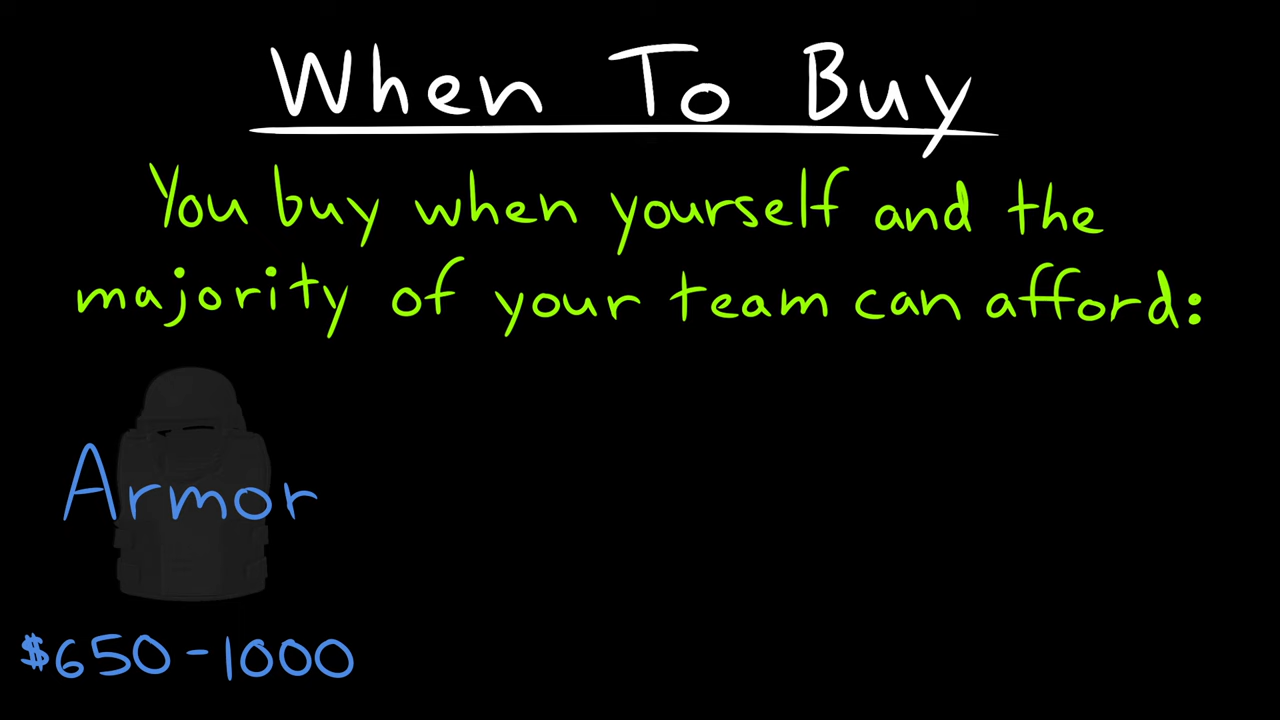 When To Buy
You buy when yourself and the
majority of your team can afford:
Armor
$650-1000